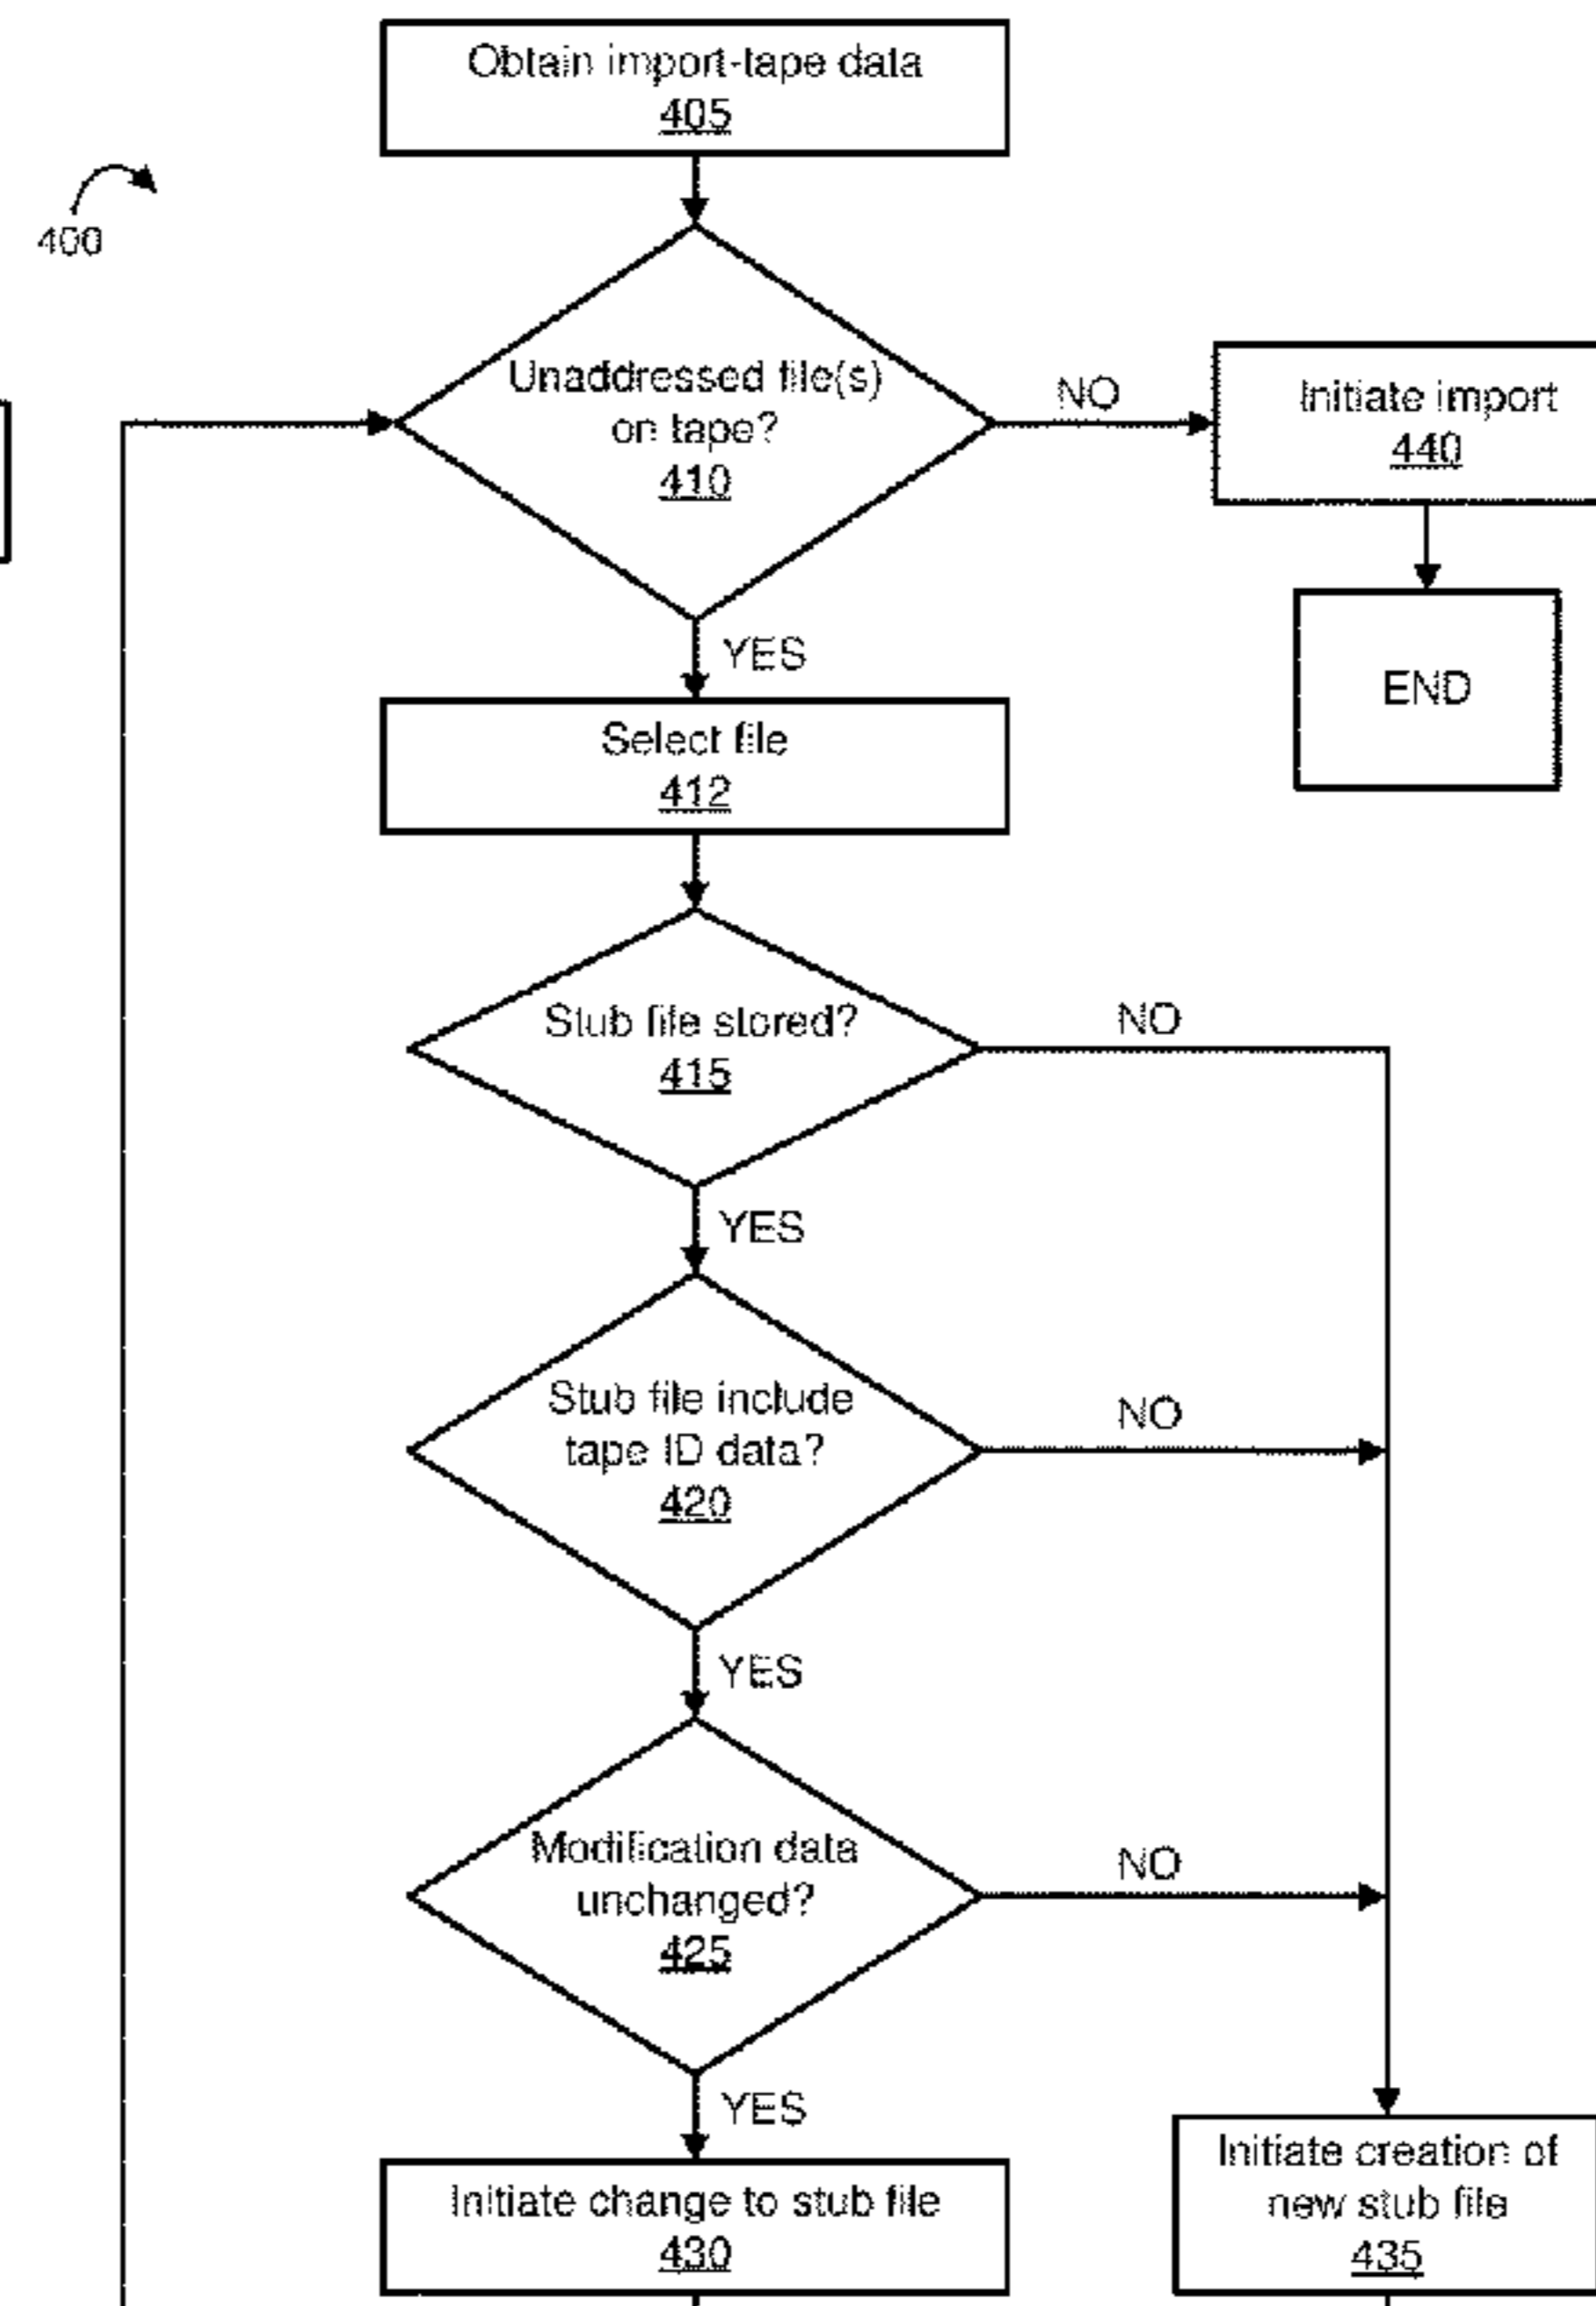 Obtain import-tape data
405
400
Unaddressed file(s)
on tape?
410
NO
Initiate import
440
END
YES
Select file
412
Stub file stored?
415
NO
YES
Stub file include
tape ID data?
420
NO
YES
Modification data
unchanged?
425
NO
YES
Initiate change to stub file
430
Initiate creation of
new stub file
435